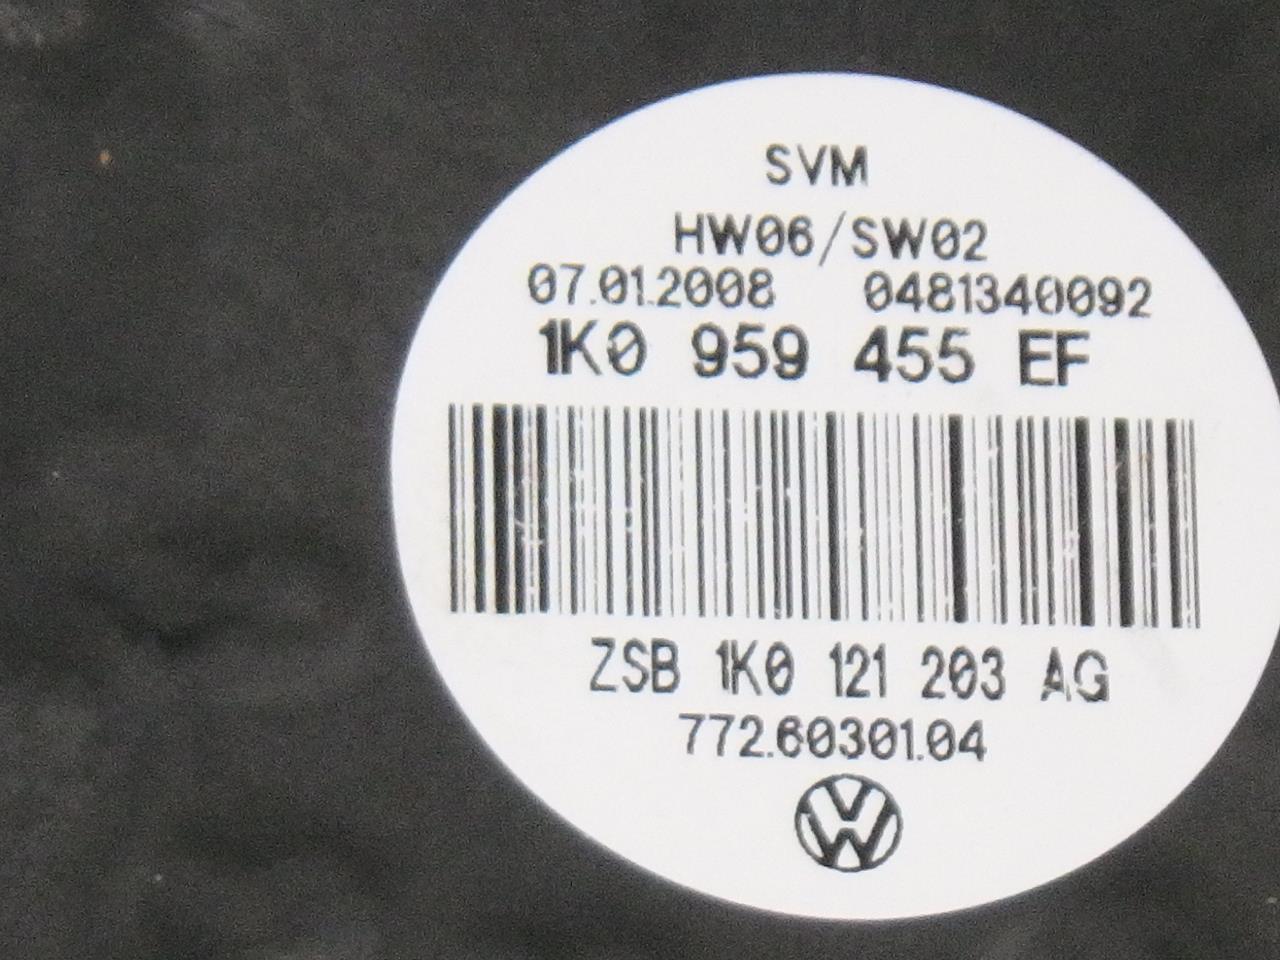 SVM
HW06/SW02
07.01.2008 0481340092
1K0 959 455 EF
ZSB 1K0 121 203 AG
772.60301.04